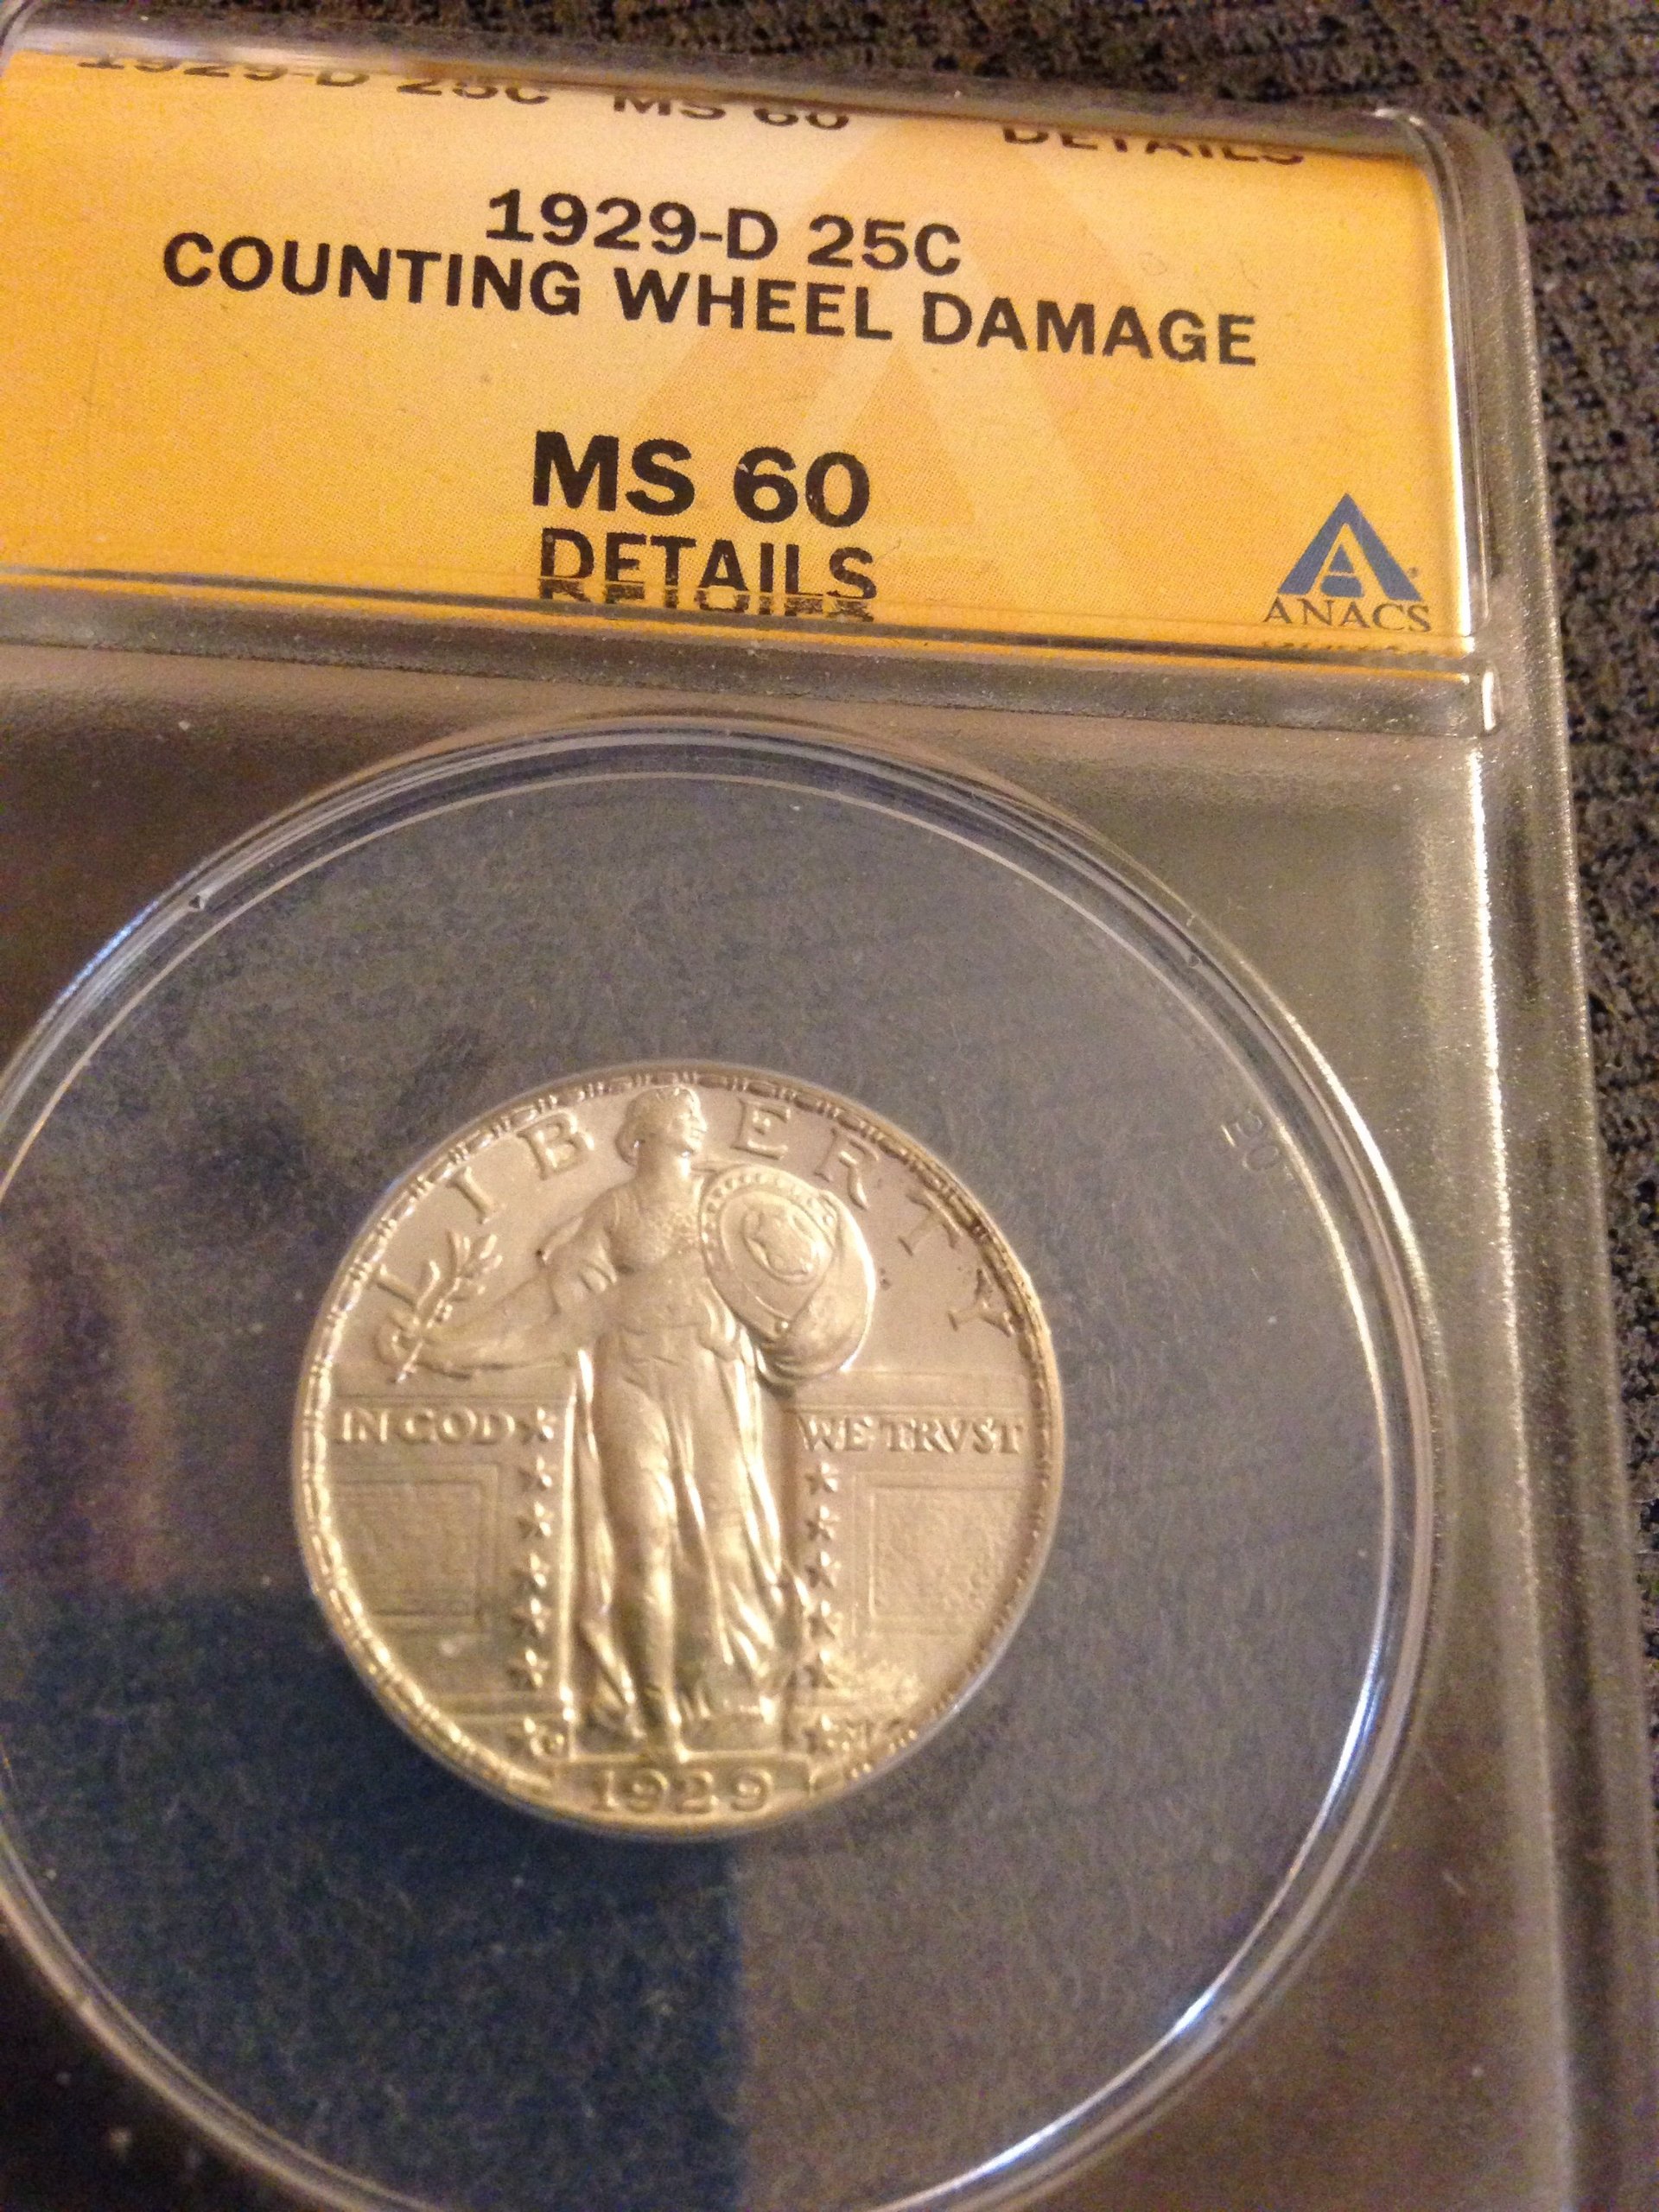 1929-D 25C MS 60 DETAILS
1929-D 25C
COUNTING WHEEL DAMAGE
MS 60
DETAILS
ANACS
LIBERTY
IN GOD WE TRVST
1929